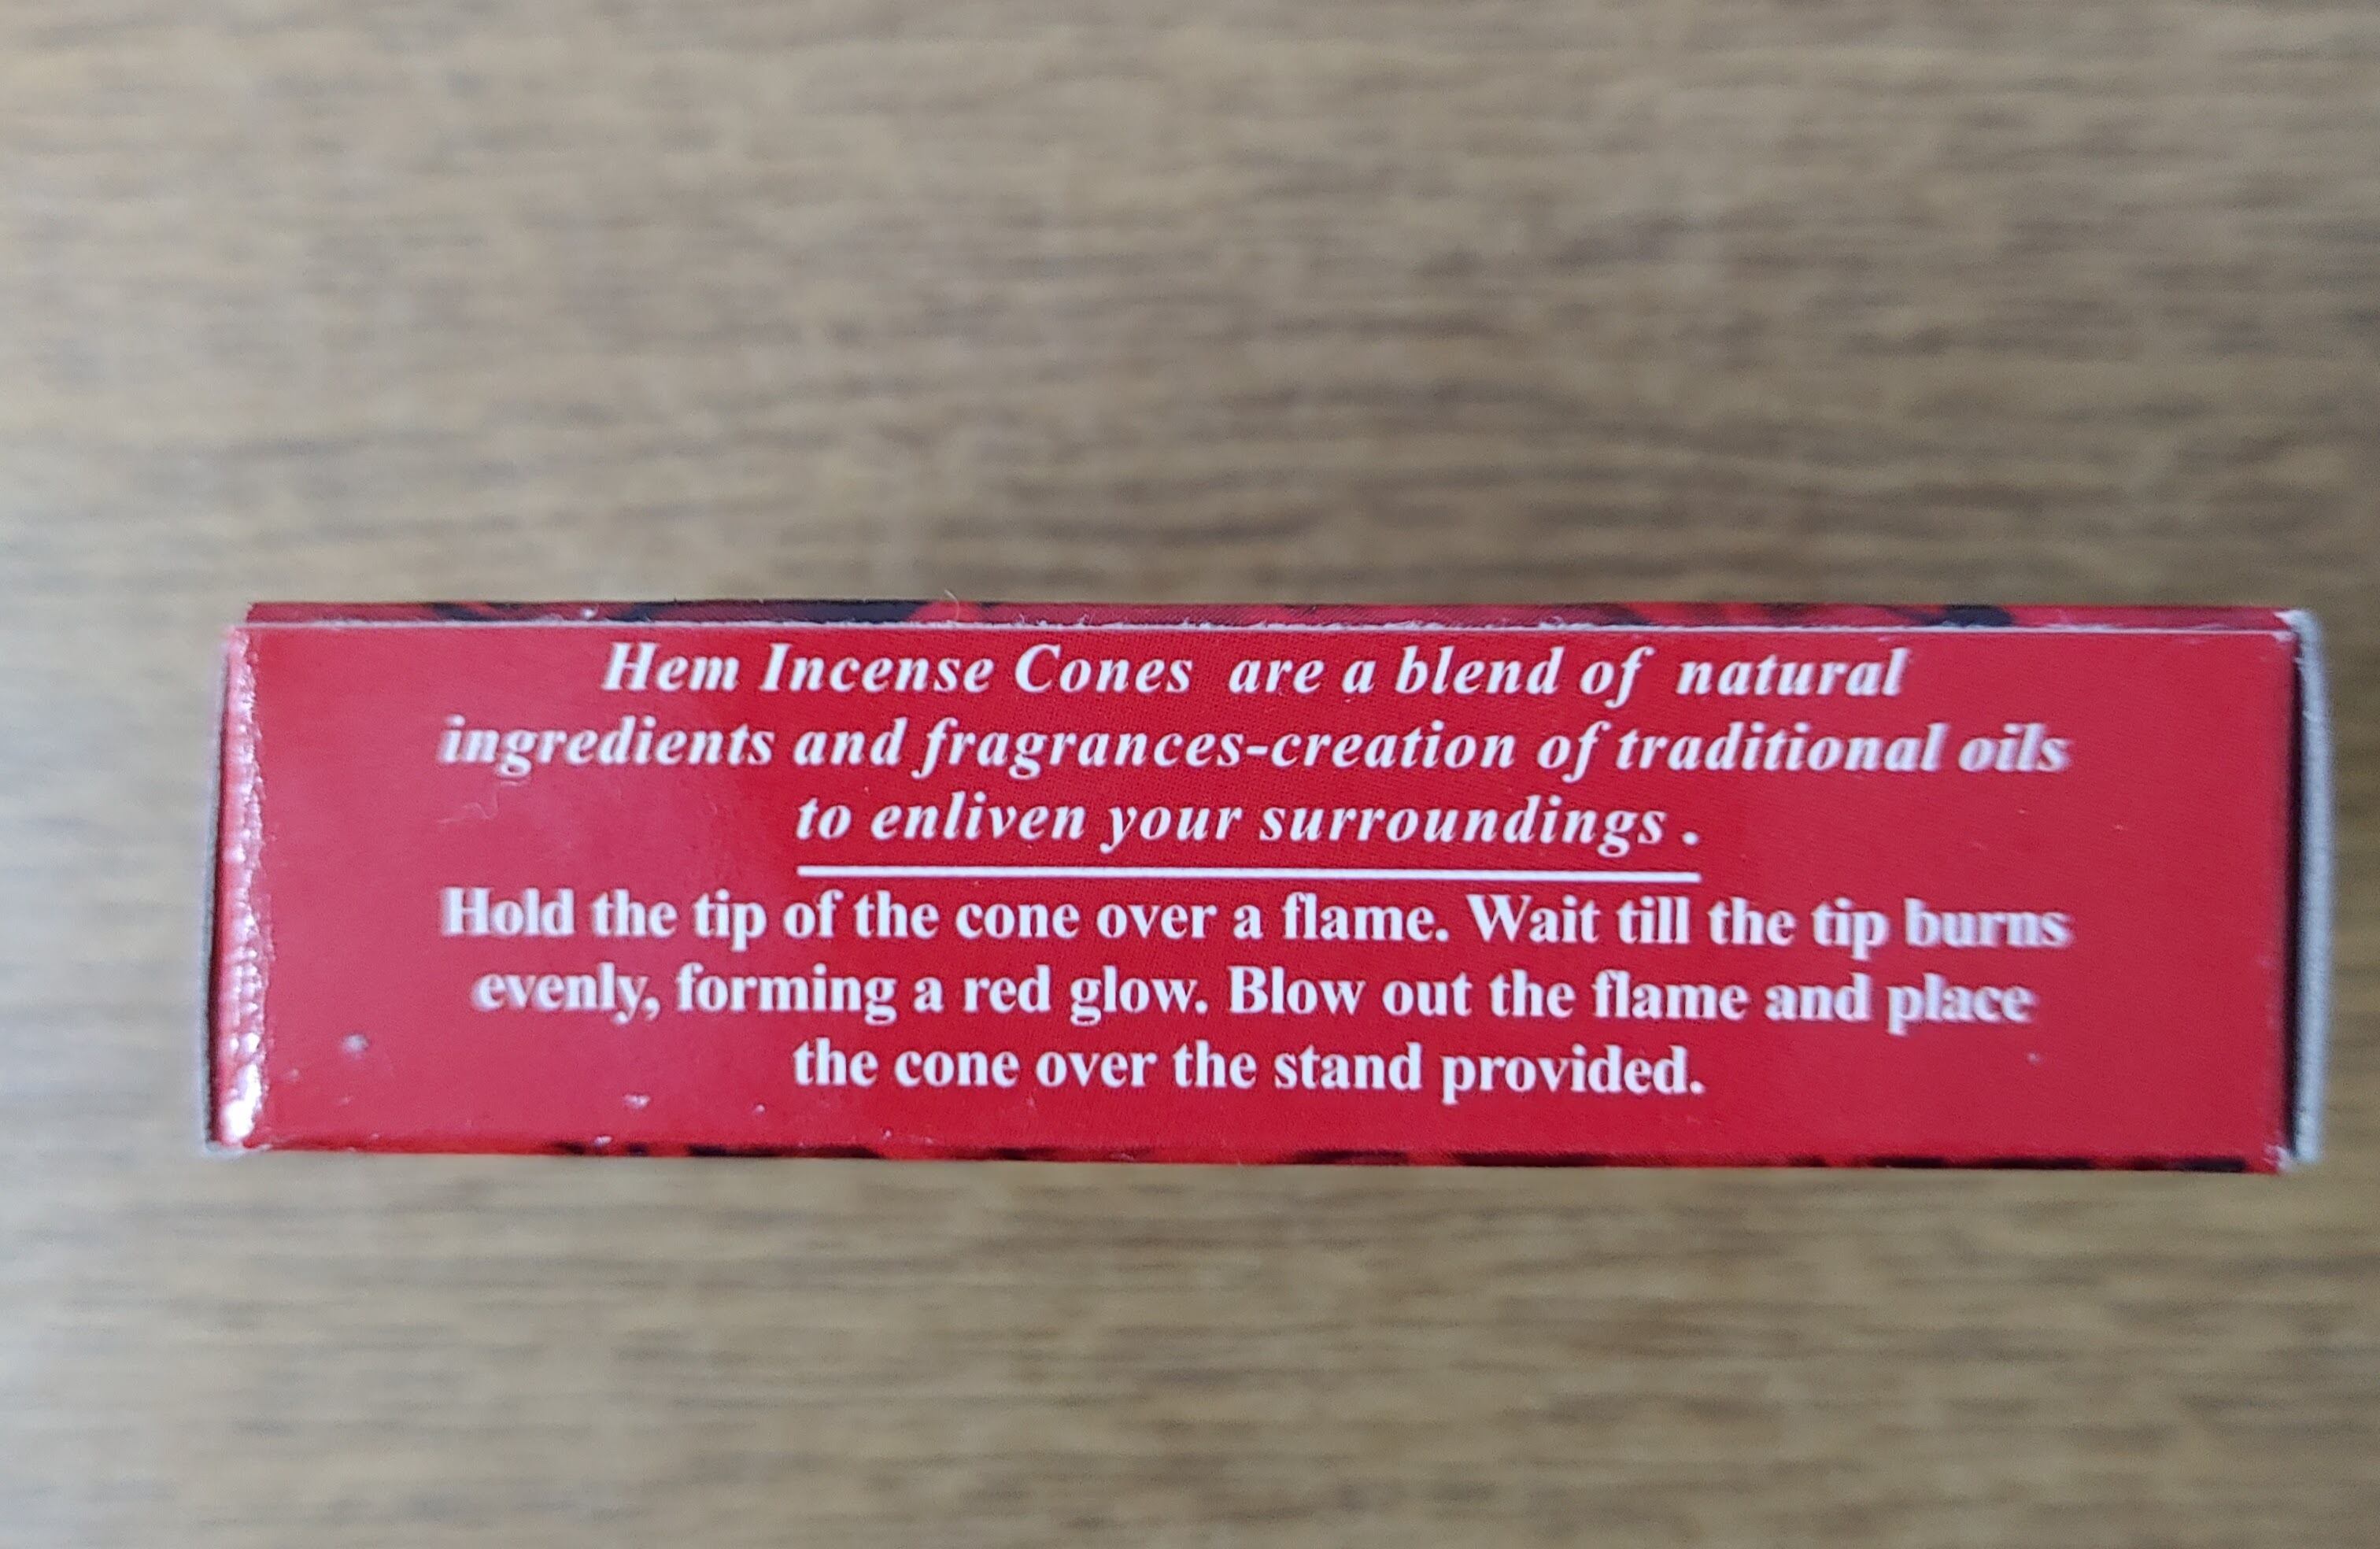 Hem Incense Cones are a blend of natural
ingredients and fragrances-creation of traditional oils
to enliven your surroundings .
Hold the tip of the cone over a flame. Wait till the tip burns
evenly, forming a red glow. Blow out the flame and place
the cone over the stand provided.